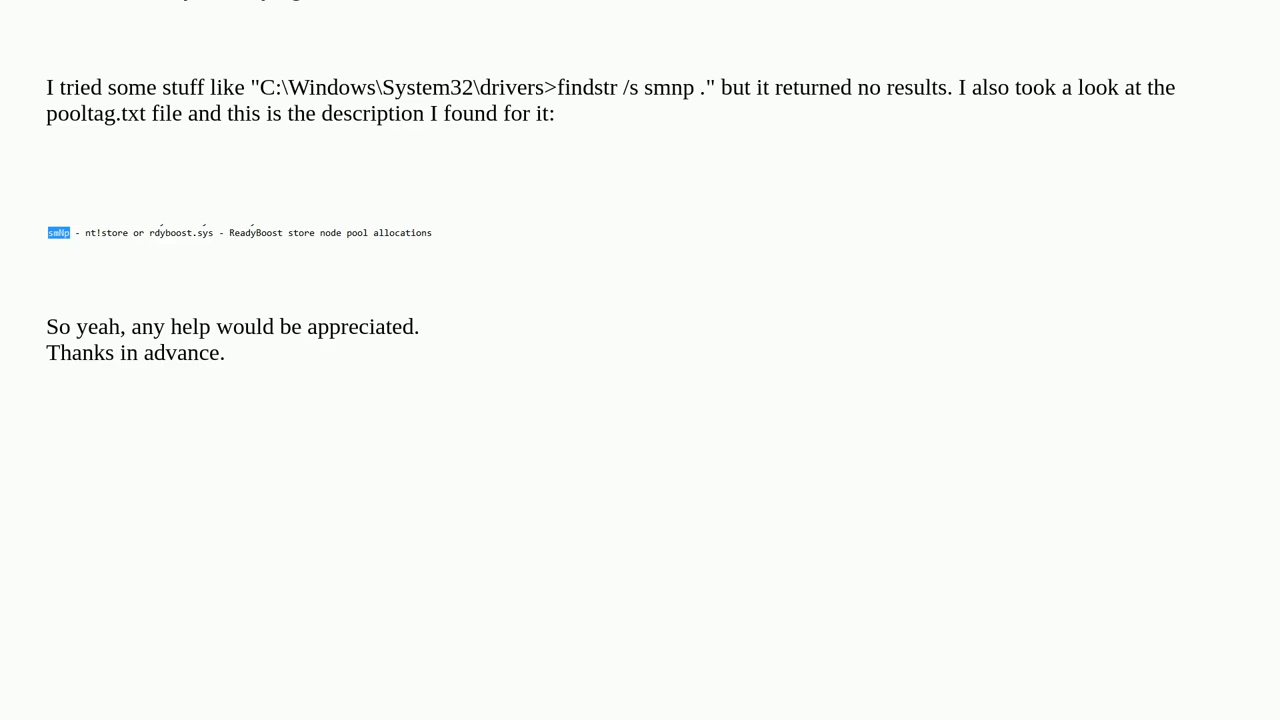 I tried some stuff like "C:\Windows\System32\drivers>findstr /s smnp ." but it returned no results. I also took a look at the
pooltag.txt file and this is the description I found for it:
smNp - nt!store or rdyboost.sys - ReadyBoost store node pool allocations
So yeah, any help would be appreciated.
Thanks in advance.